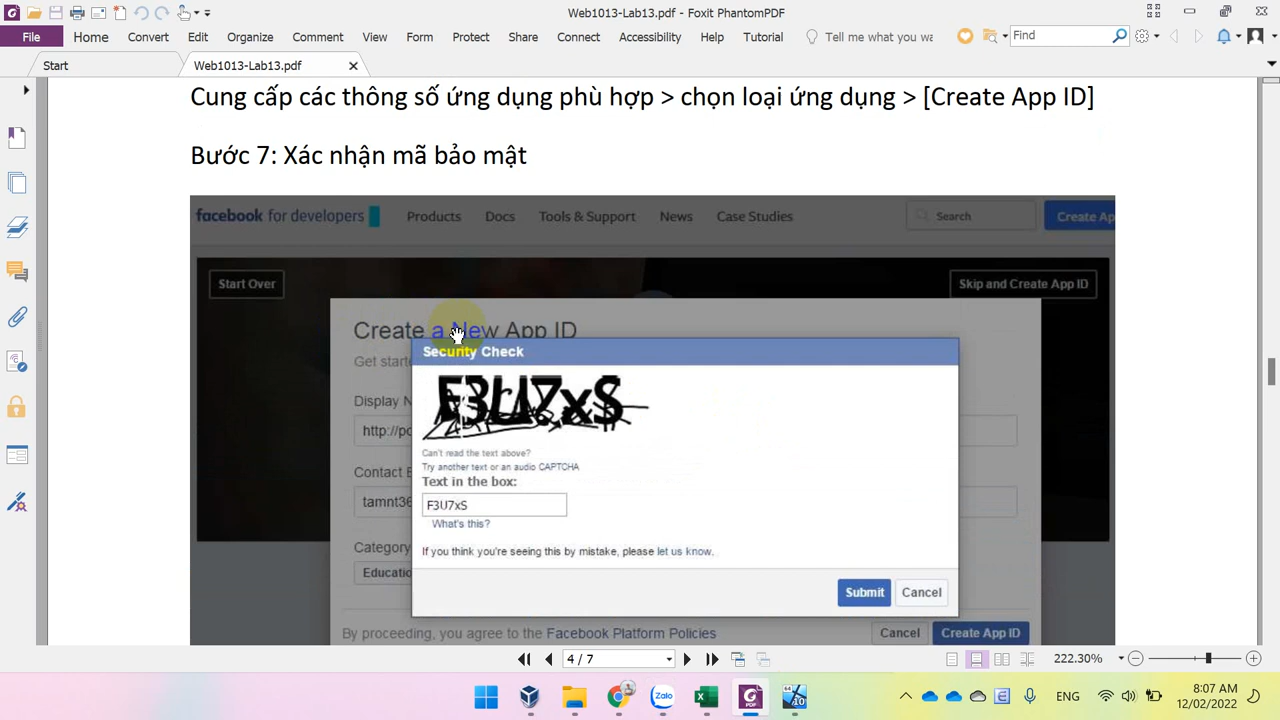 Web1013-Lab13.pdf - Foxit PhantomPDF
File Home Convert Edit Organize Comment View Form Protect Share Connect Accessibility Help Tutorial Tell me what you wa Find
Start Web1013-Lab13.pdf
Cung cấp các thông số ứng dụng phù hợp > chọn loại ứng dụng > [Create App ID]
Bước 7: Xác nhận mã bảo mật
facebook for developers Products Docs Tools & Support News Case Studies Search Create Ap
Start Over Skip and Create App ID
Create a New App ID
Get starte
Security Check
F3U7xS
Display N
http://po
Can't read the text above?
Try another text or an audio CAPTCHA
Contact E
Text in the box:
tamnt36
F3U7xS
What's this?
Category
If you think you're seeing this by mistake, please let us know.
Educatio
Submit Cancel
By proceeding, you agree to the Facebook Platform Policies Cancel Create App ID
4 / 7 222.30%
ENG 8:07 AM
12/02/2022